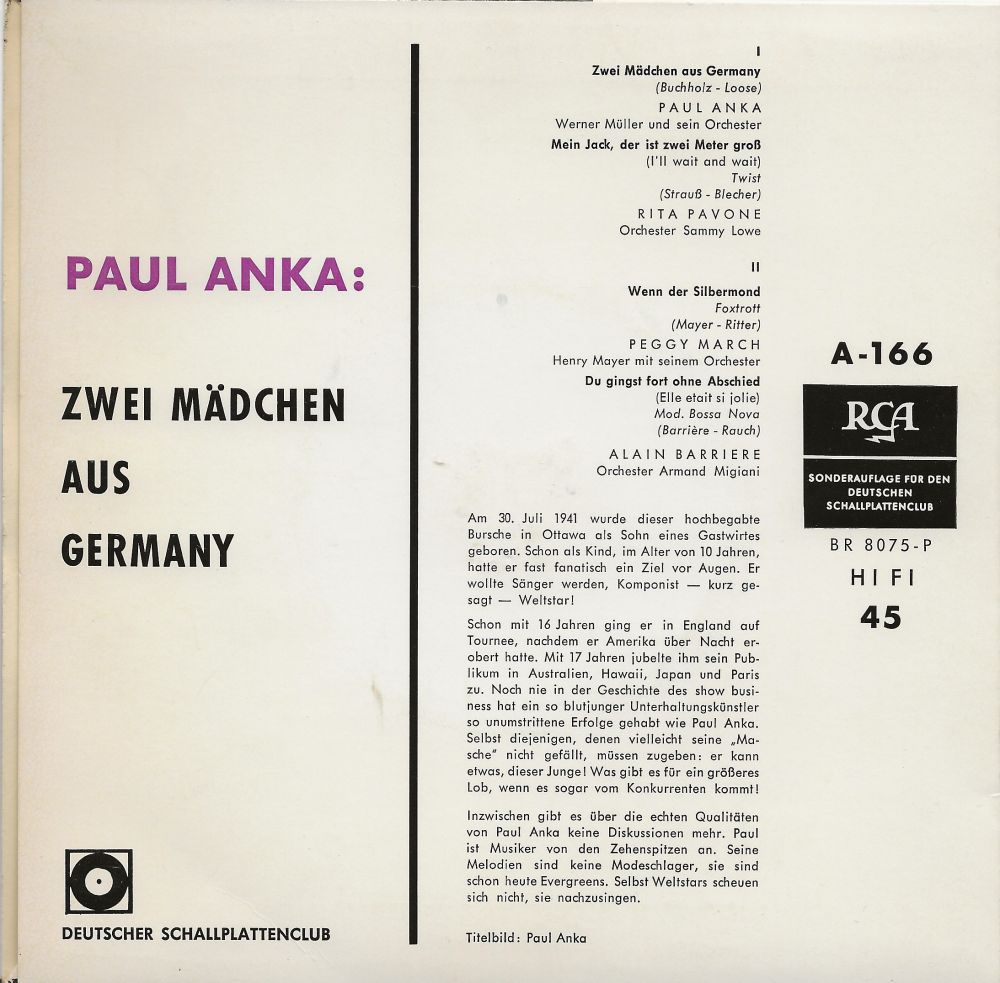 PAUL ANKA:
ZWEI MÄDCHEN
AUS
GERMANY
DEUTSCHER SCHALLPLATTENCLUB
I
Zwei Mädchen aus Germany
(Buchholz - Loose)
PAUL ANKA
Werner Müller und sein Orchester
Mein Jack, der ist zwei Meter groß
(I'll wait and wait)
Twist
(Strauß - Blecher)
RITA PAVONE
Orchester Sammy Lowe
II
Wenn der Silbermond
Foxtrott
(Mayer - Ritter)
PEGGY MARCH
Henry Mayer mit seinem Orchester
Du gingst fort ohne Abschied
(Elle etait si jolie)
Mod. Bossa Nova
(Barrière - Rauch)
ALAIN BARRIERE
Orchester Armand Migiani
Am 30. Juli 1941 wurde dieser hochbegabte
Bursche in Ottawa als Sohn eines Gastwirtes
geboren. Schon als Kind, im Alter von 10 Jahren,
hatte er fast fanatisch ein Ziel vor Augen. Er
wollte Sänger werden, Komponist — kurz ge-
sagt — Weltstar!
Schon mit 16 Jahren ging er in England auf
Tournee, nachdem er Amerika über Nacht er-
obert hatte. Mit 17 Jahren jubelte ihm sein Pub-
likum in Australien, Hawaii, Japan und Paris
zu. Noch nie in der Geschichte des show busi-
ness hat ein so blutjunger Unterhaltungskünstler
so unumstrittene Erfolge gehabt wie Paul Anka.
Selbst diejenigen, denen vielleicht seine „Ma-
sche" nicht gefällt, müssen zugeben: er kann
etwas, dieser Junge! Was gibt es für ein größeres
Lob, wenn es sogar vom Konkurrenten kommt!
Inzwischen gibt es über die echten Qualitäten
von Paul Anka keine Diskussionen mehr. Paul
ist Musiker von den Zehenspitzen an. Seine
Melodien sind keine Modeschlager, sie sind
schon heute Evergreens. Selbst Weltstars scheuen
sich nicht, sie nachzusingen.
Titelbild: Paul Anka
A-166
RCA
SONDERAUFLAGE FÜR DEN
DEUTSCHEN
SCHALLPLATTENCLUB
BR 8075-P
HI FI
45